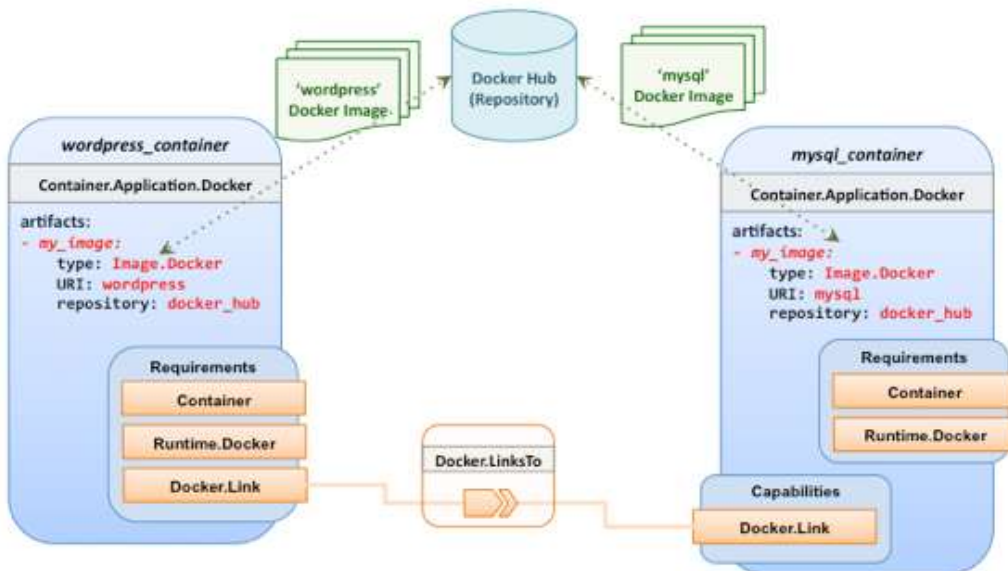 'wordpress'
Docker Image
Docker Hub
(Repository)
'mysql'
Docker Image
wordpress_container
Container.Application.Docker
artifacts:
- my_image:
type: Image.Docker
URI: wordpress
repository: docker_hub
Requirements
Container
Runtime.Docker
Docker.Link
Docker.LinksTo
mysql_container
Container.Application.Docker
artifacts:
- my_image:
type: Image.Docker
URI: mysql
repository: docker_hub
Requirements
Container
Runtime.Docker
Capabilities
Docker.Link